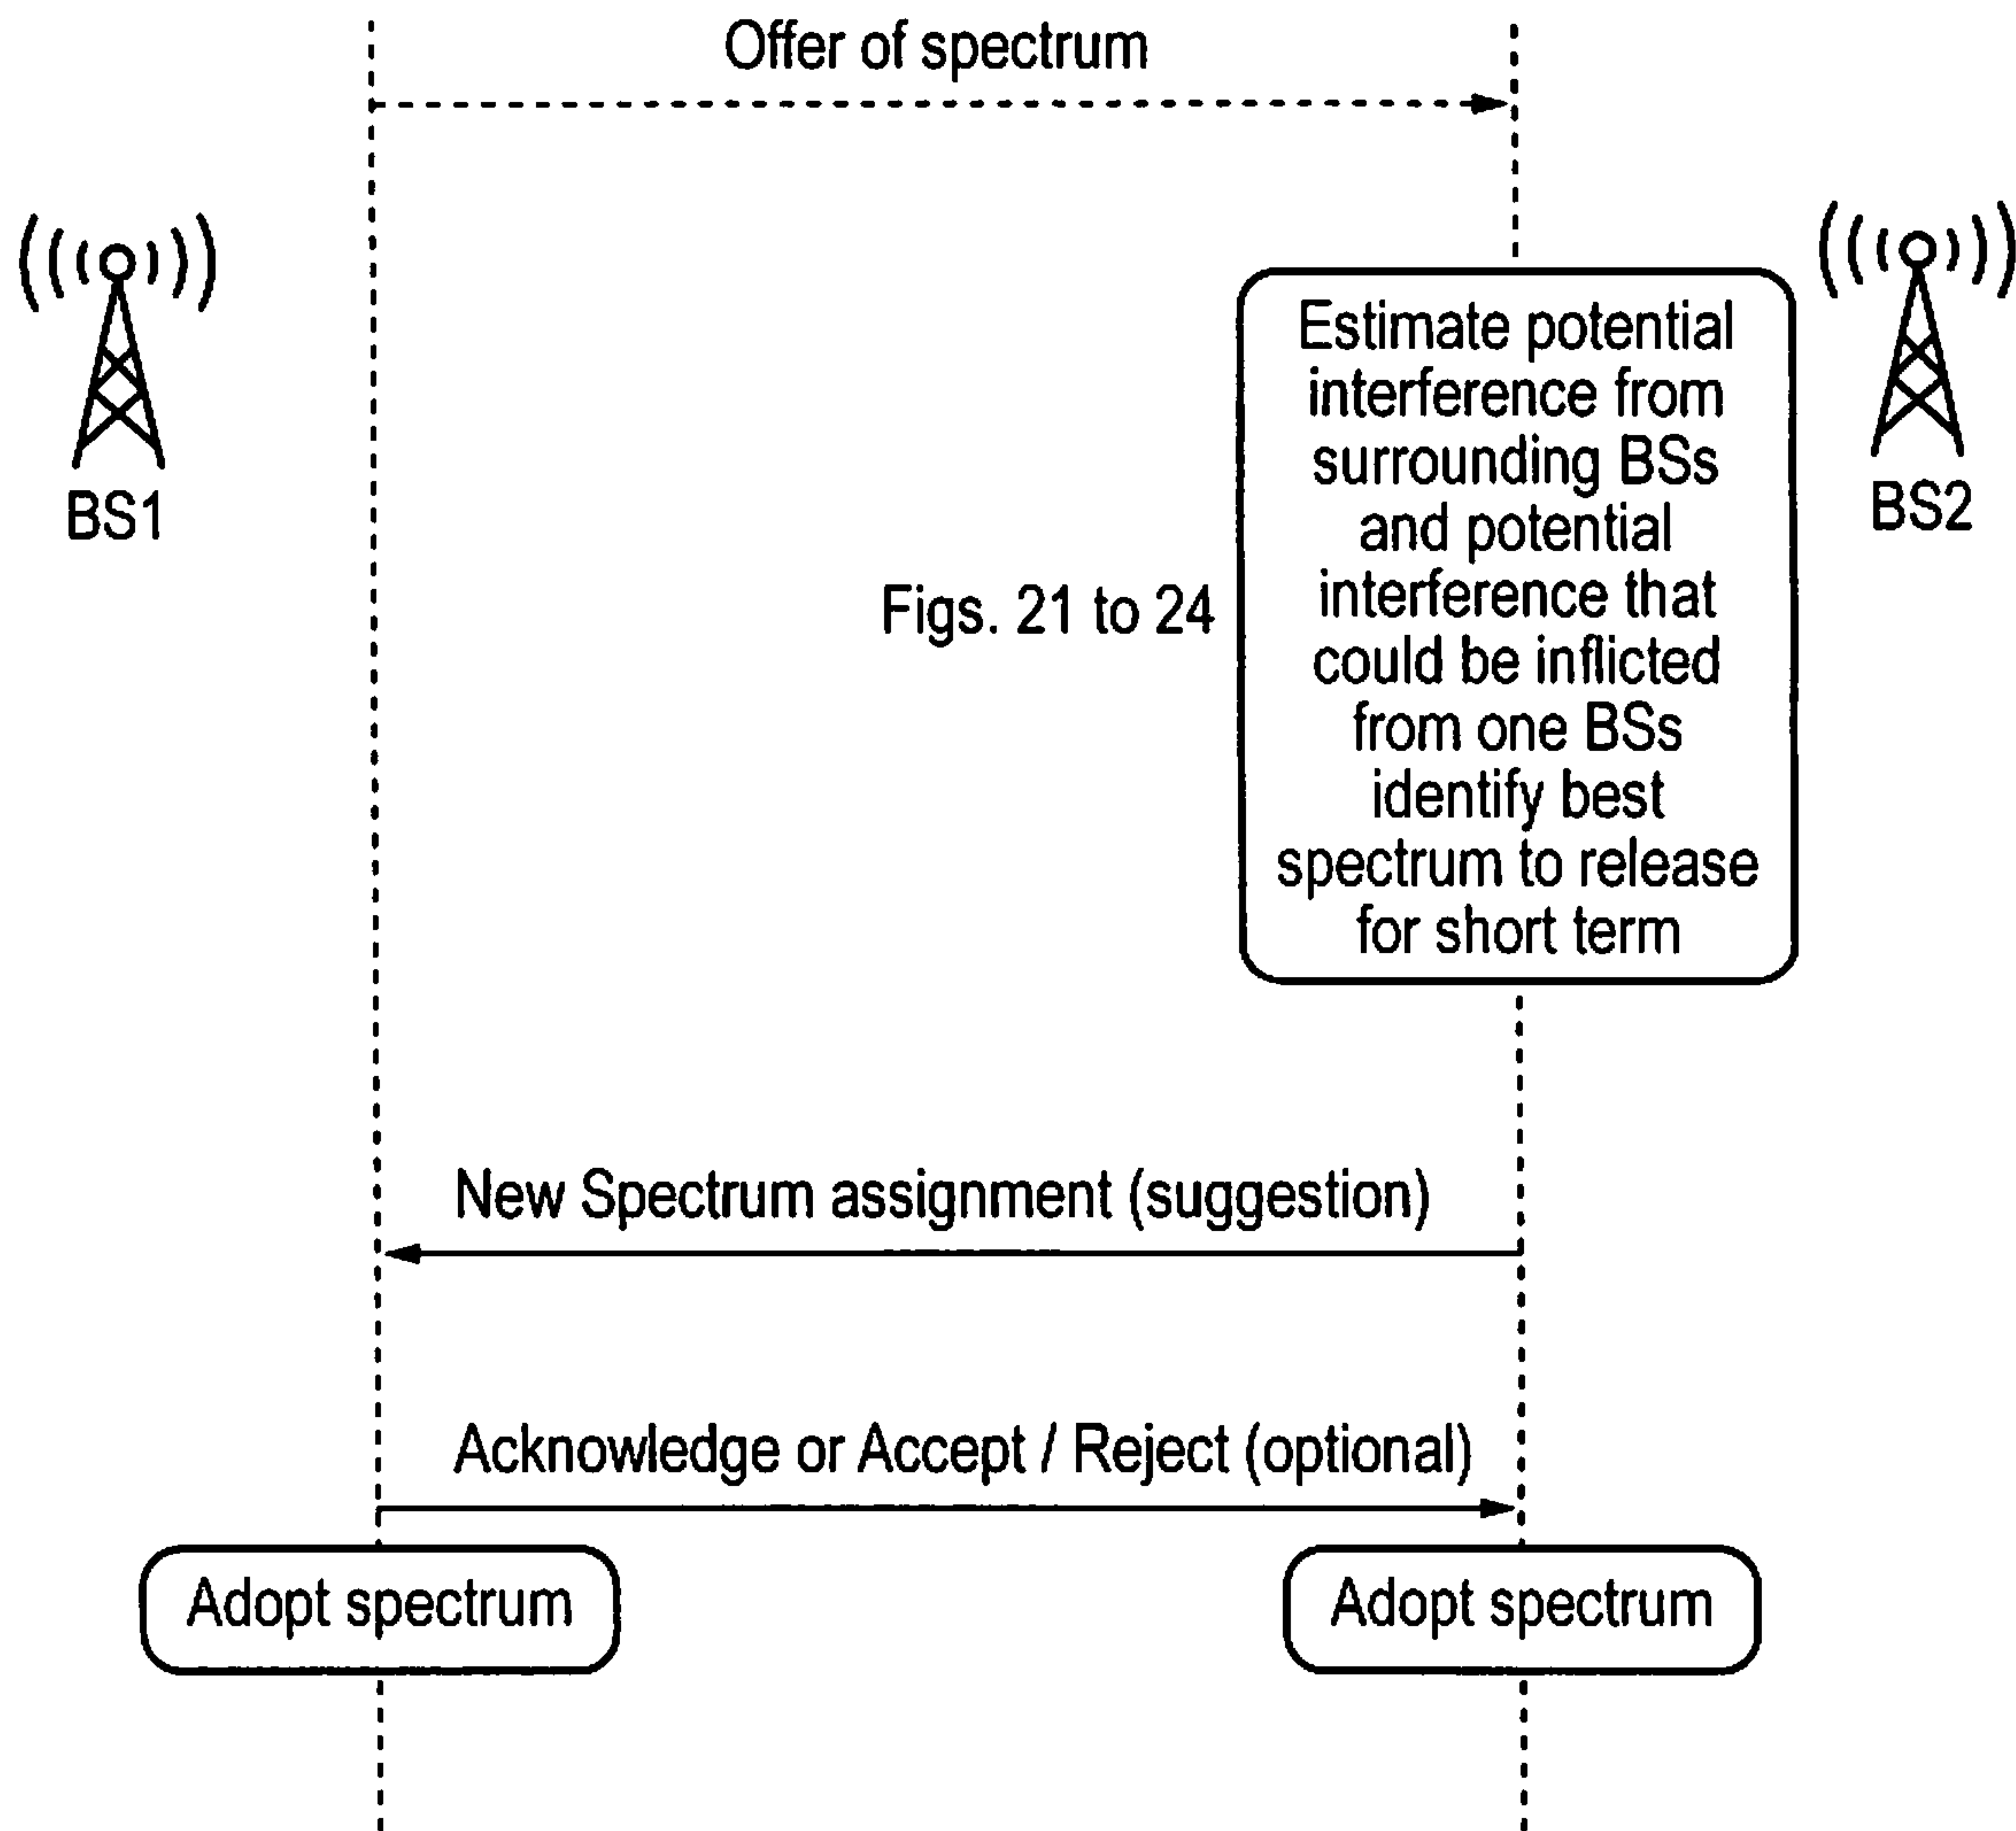 Offer of spectrum
BS1
BS2
Estimate potential
interference from
surrounding BSs
and potential
interference that
could be inflicted
from one BSs
identify best
spectrum to release
for short term
Figs. 21 to 24
New Spectrum assignment (suggestion)
Acknowledge or Accept / Reject (optional)
Adopt spectrum
Adopt spectrum